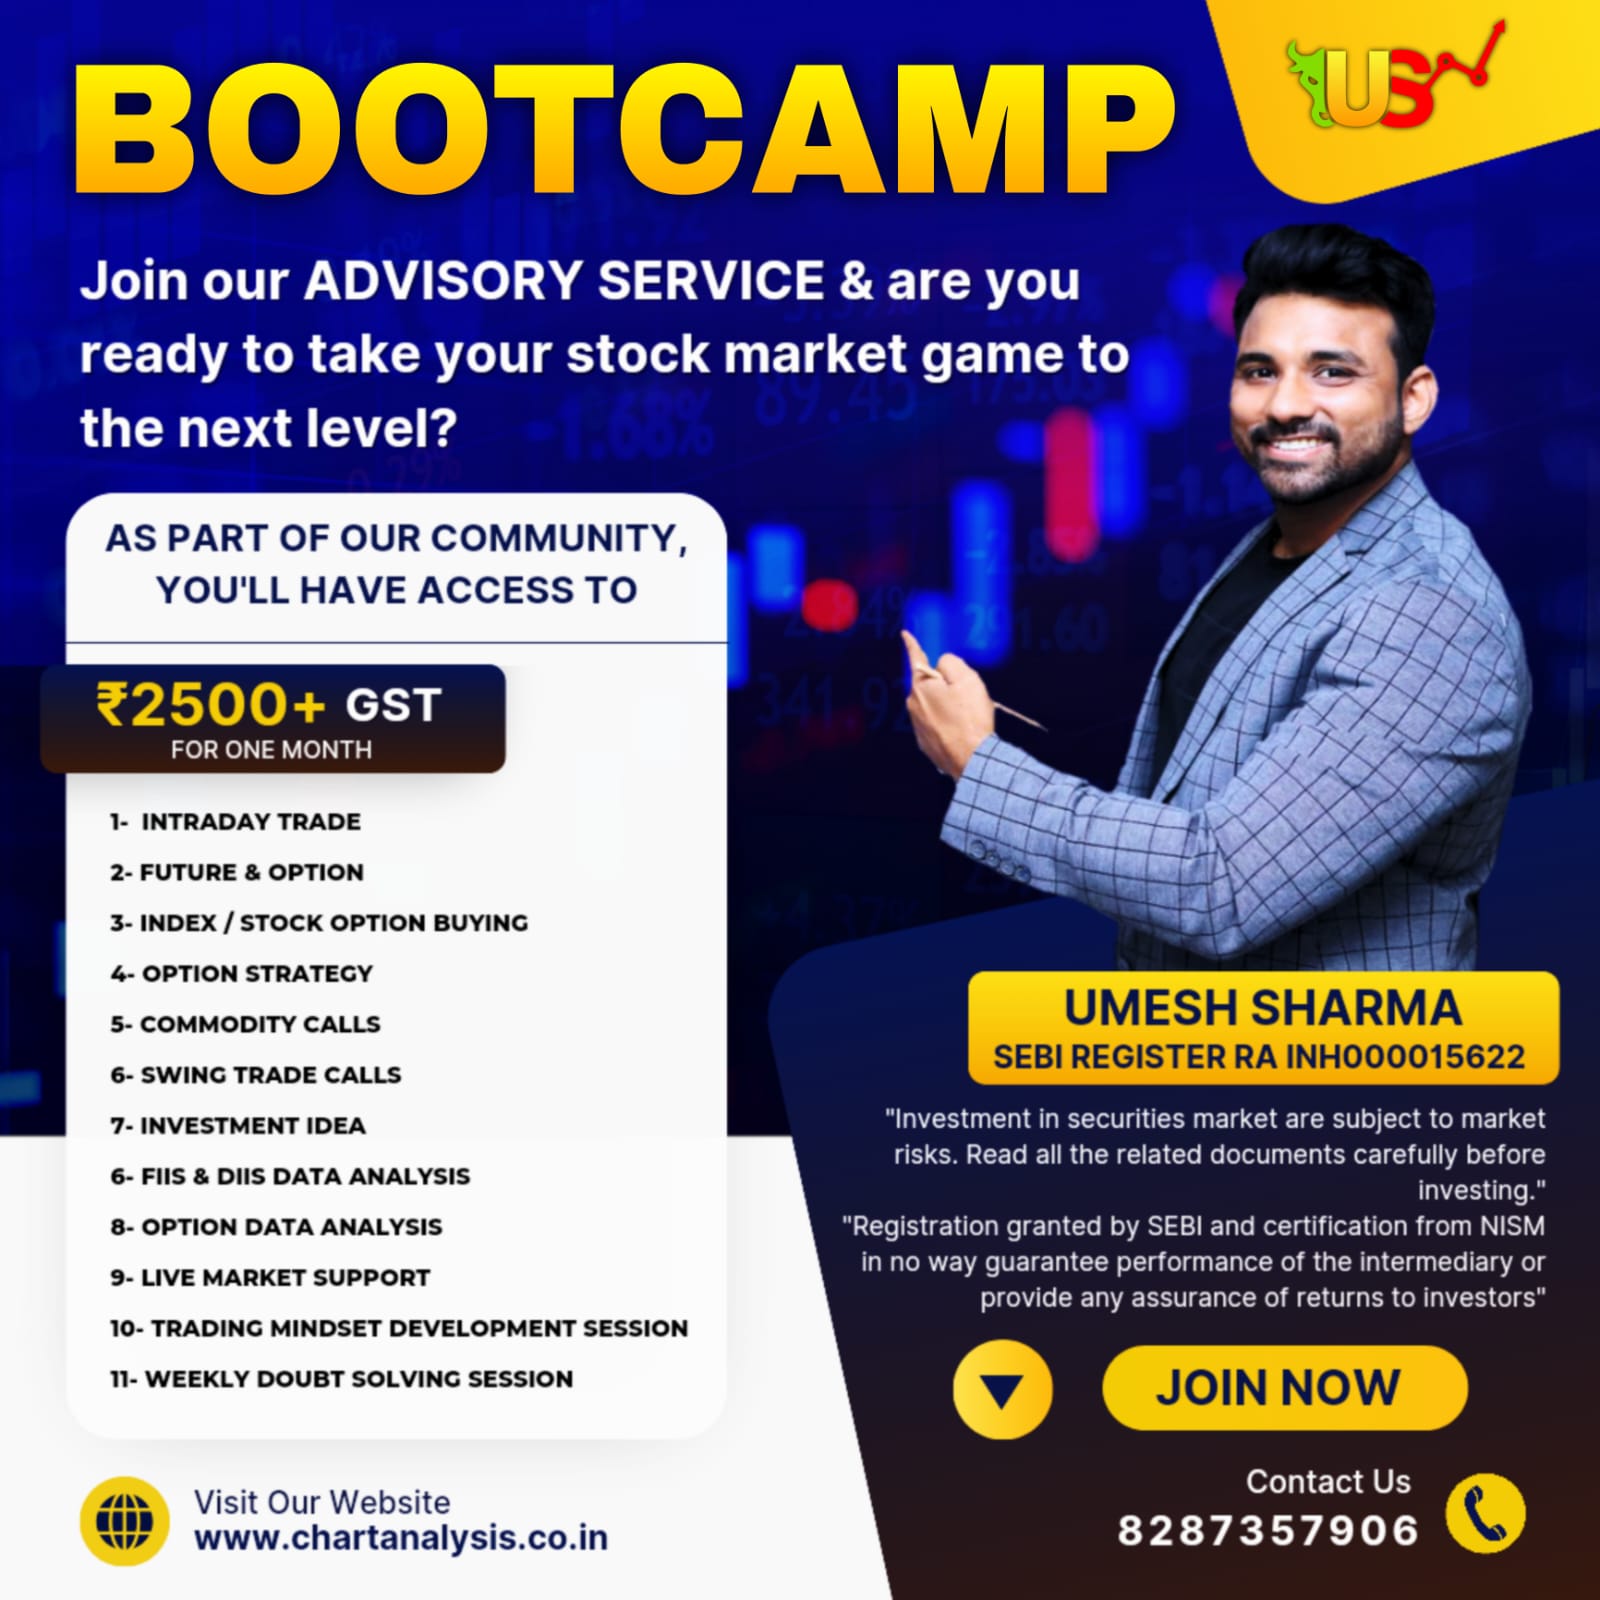 BOOTCAMP
US
Join our ADVISORY SERVICE & are you
ready to take your stock market game to
the next level?
AS PART OF OUR COMMUNITY,
YOU'LL HAVE ACCESS TO
₹2500+ GST
FOR ONE MONTH
1- INTRADAY TRADE
2- FUTURE & OPTION
3- INDEX / STOCK OPTION BUYING
4- OPTION STRATEGY
5- COMMODITY CALLS
6- SWING TRADE CALLS
7- INVESTMENT IDEA
6- FIIS & DIIS DATA ANALYSIS
8- OPTION DATA ANALYSIS
9- LIVE MARKET SUPPORT
10- TRADING MINDSET DEVELOPMENT SESSION
11- WEEKLY DOUBT SOLVING SESSION
Visit Our Website
www.chartanalysis.co.in
UMESH SHARMA
SEBI REGISTER RA INH000015622
"Investment in securities market are subject to market
risks. Read all the related documents carefully before
investing."
"Registration granted by SEBI and certification from NISM
in no way guarantee performance of the intermediary or
provide any assurance of returns to investors"
JOIN NOW
Contact Us
8287357906